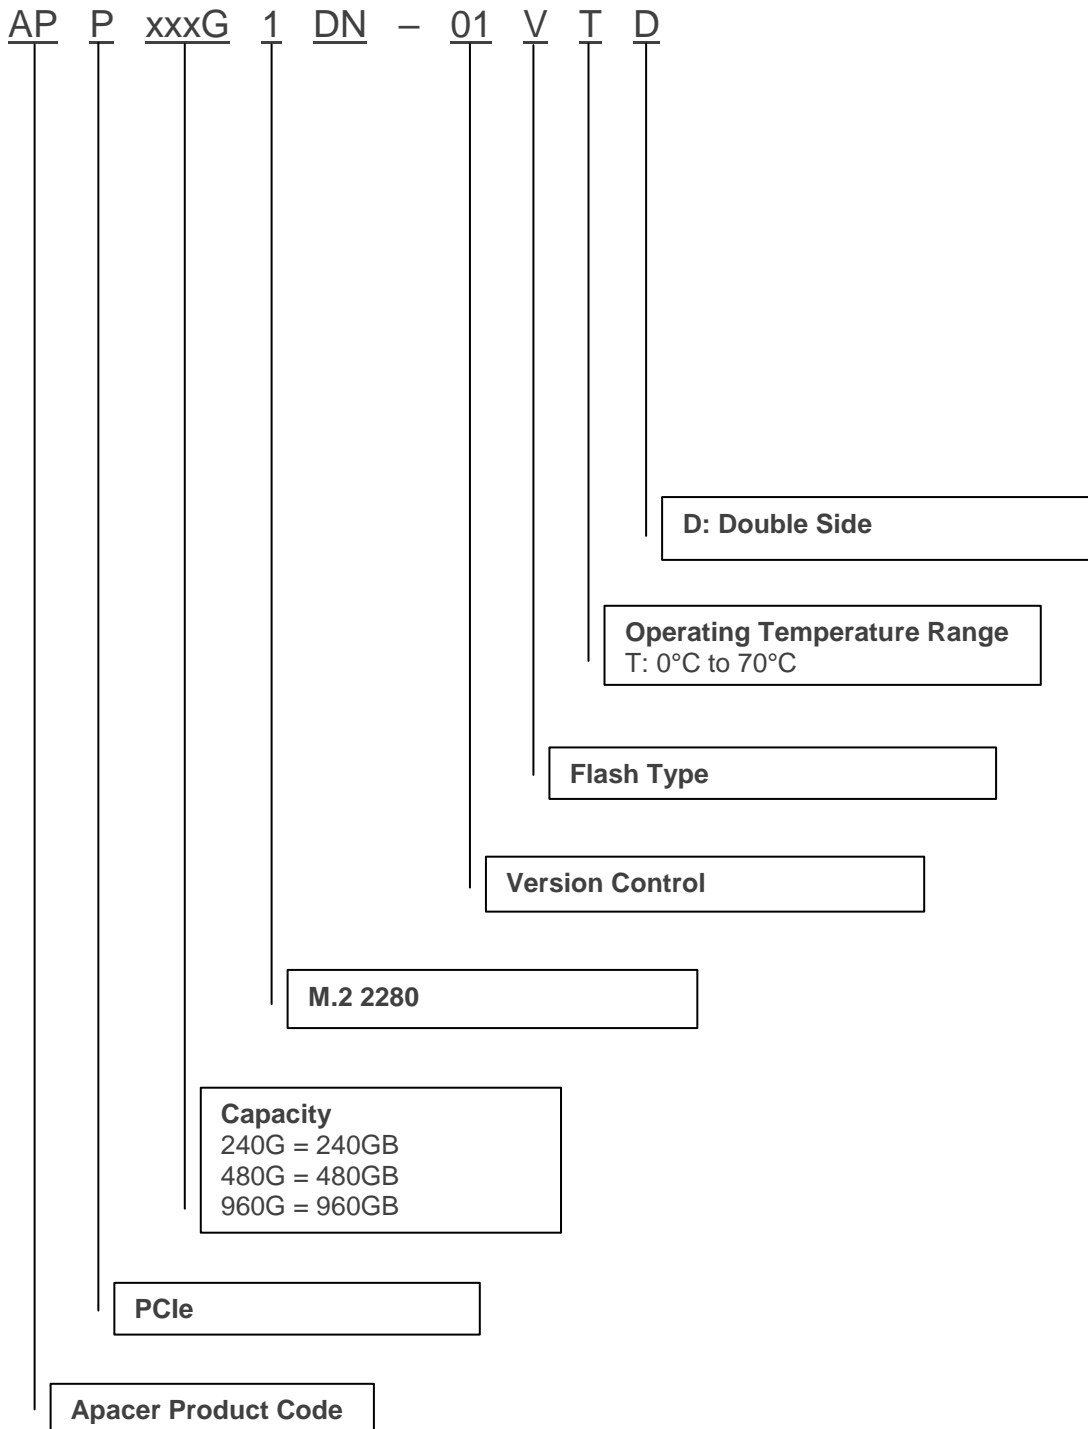 AP P xxxG 1 DN – 01 V T D
D: Double Side
Operating Temperature Range
T: 0°C to 70°C
Flash Type
Version Control
M.2 2280
Capacity
240G = 240GB
480G = 480GB
960G = 960GB
PCIe
Apacer Product Code